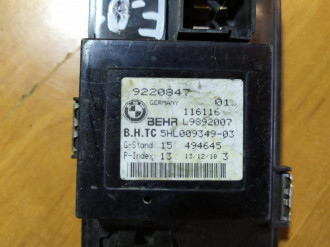 9220847
GERMANY 01
116116
BEHR L9892007
B.H.TC 5HL009349-03
G-Stand 15 494645
P-Index 13 13/12/10 3